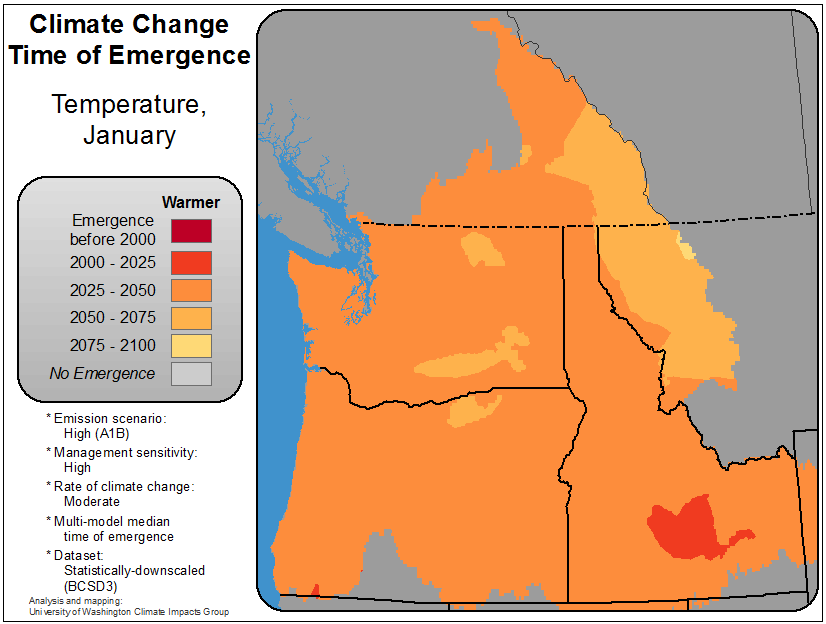 Climate Change
Time of Emergence
Temperature,
January
Warmer
Emergence
before 2000
2000 - 2025
2025 - 2050
2050 - 2075
2075 - 2100
No Emergence
* Emission scenario:
High (A1B)
* Management sensitivity:
High
* Rate of climate change:
Moderate
* Multi-model median
time of emergence
* Dataset:
Statistically-downscaled
(BCSD3)
Analysis and mapping:
University of Washington Climate Impacts Group